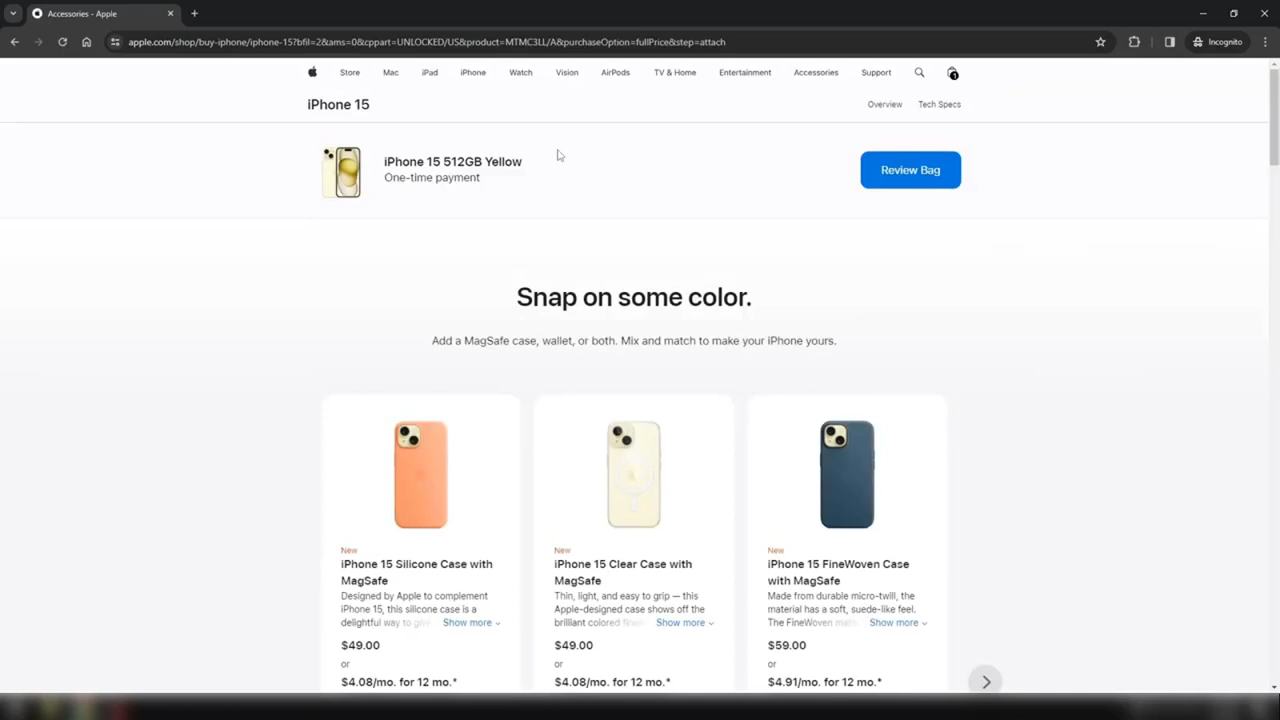 Accessories - Apple
apple.com/shop/buy-iphone/iphone-15?bfil=2&ams=0&cppart=UNLOCKED/US&product=MTMC3LL/A&purchaseOption=fullPrice&step=attach
Incognito
Store Mac iPad iPhone Watch Vision AirPods TV & Home Entertainment Accessories Support 1
iPhone 15
Overview Tech Specs
iPhone 15 512GB Yellow
One-time payment
Review Bag
Snap on some color.
Add a MagSafe case, wallet, or both. Mix and match to make your iPhone yours.
New
iPhone 15 Silicone Case with
MagSafe
Designed by Apple to complement
iPhone 15, this silicone case is a
delightful way to Show more
$49.00
or
$4.08/mo. for 12 mo.*
New
iPhone 15 Clear Case with
MagSafe
Thin, light, and easy to grip — this
Apple-designed case shows off the
brilliant colored Show more
$49.00
or
$4.08/mo. for 12 mo.*
New
iPhone 15 FineWoven Case
with MagSafe
Made from durable micro-twill, the
material has a soft, suede-like feel.
The FineWoven Show more
$59.00
or
$4.91/mo. for 12 mo.*